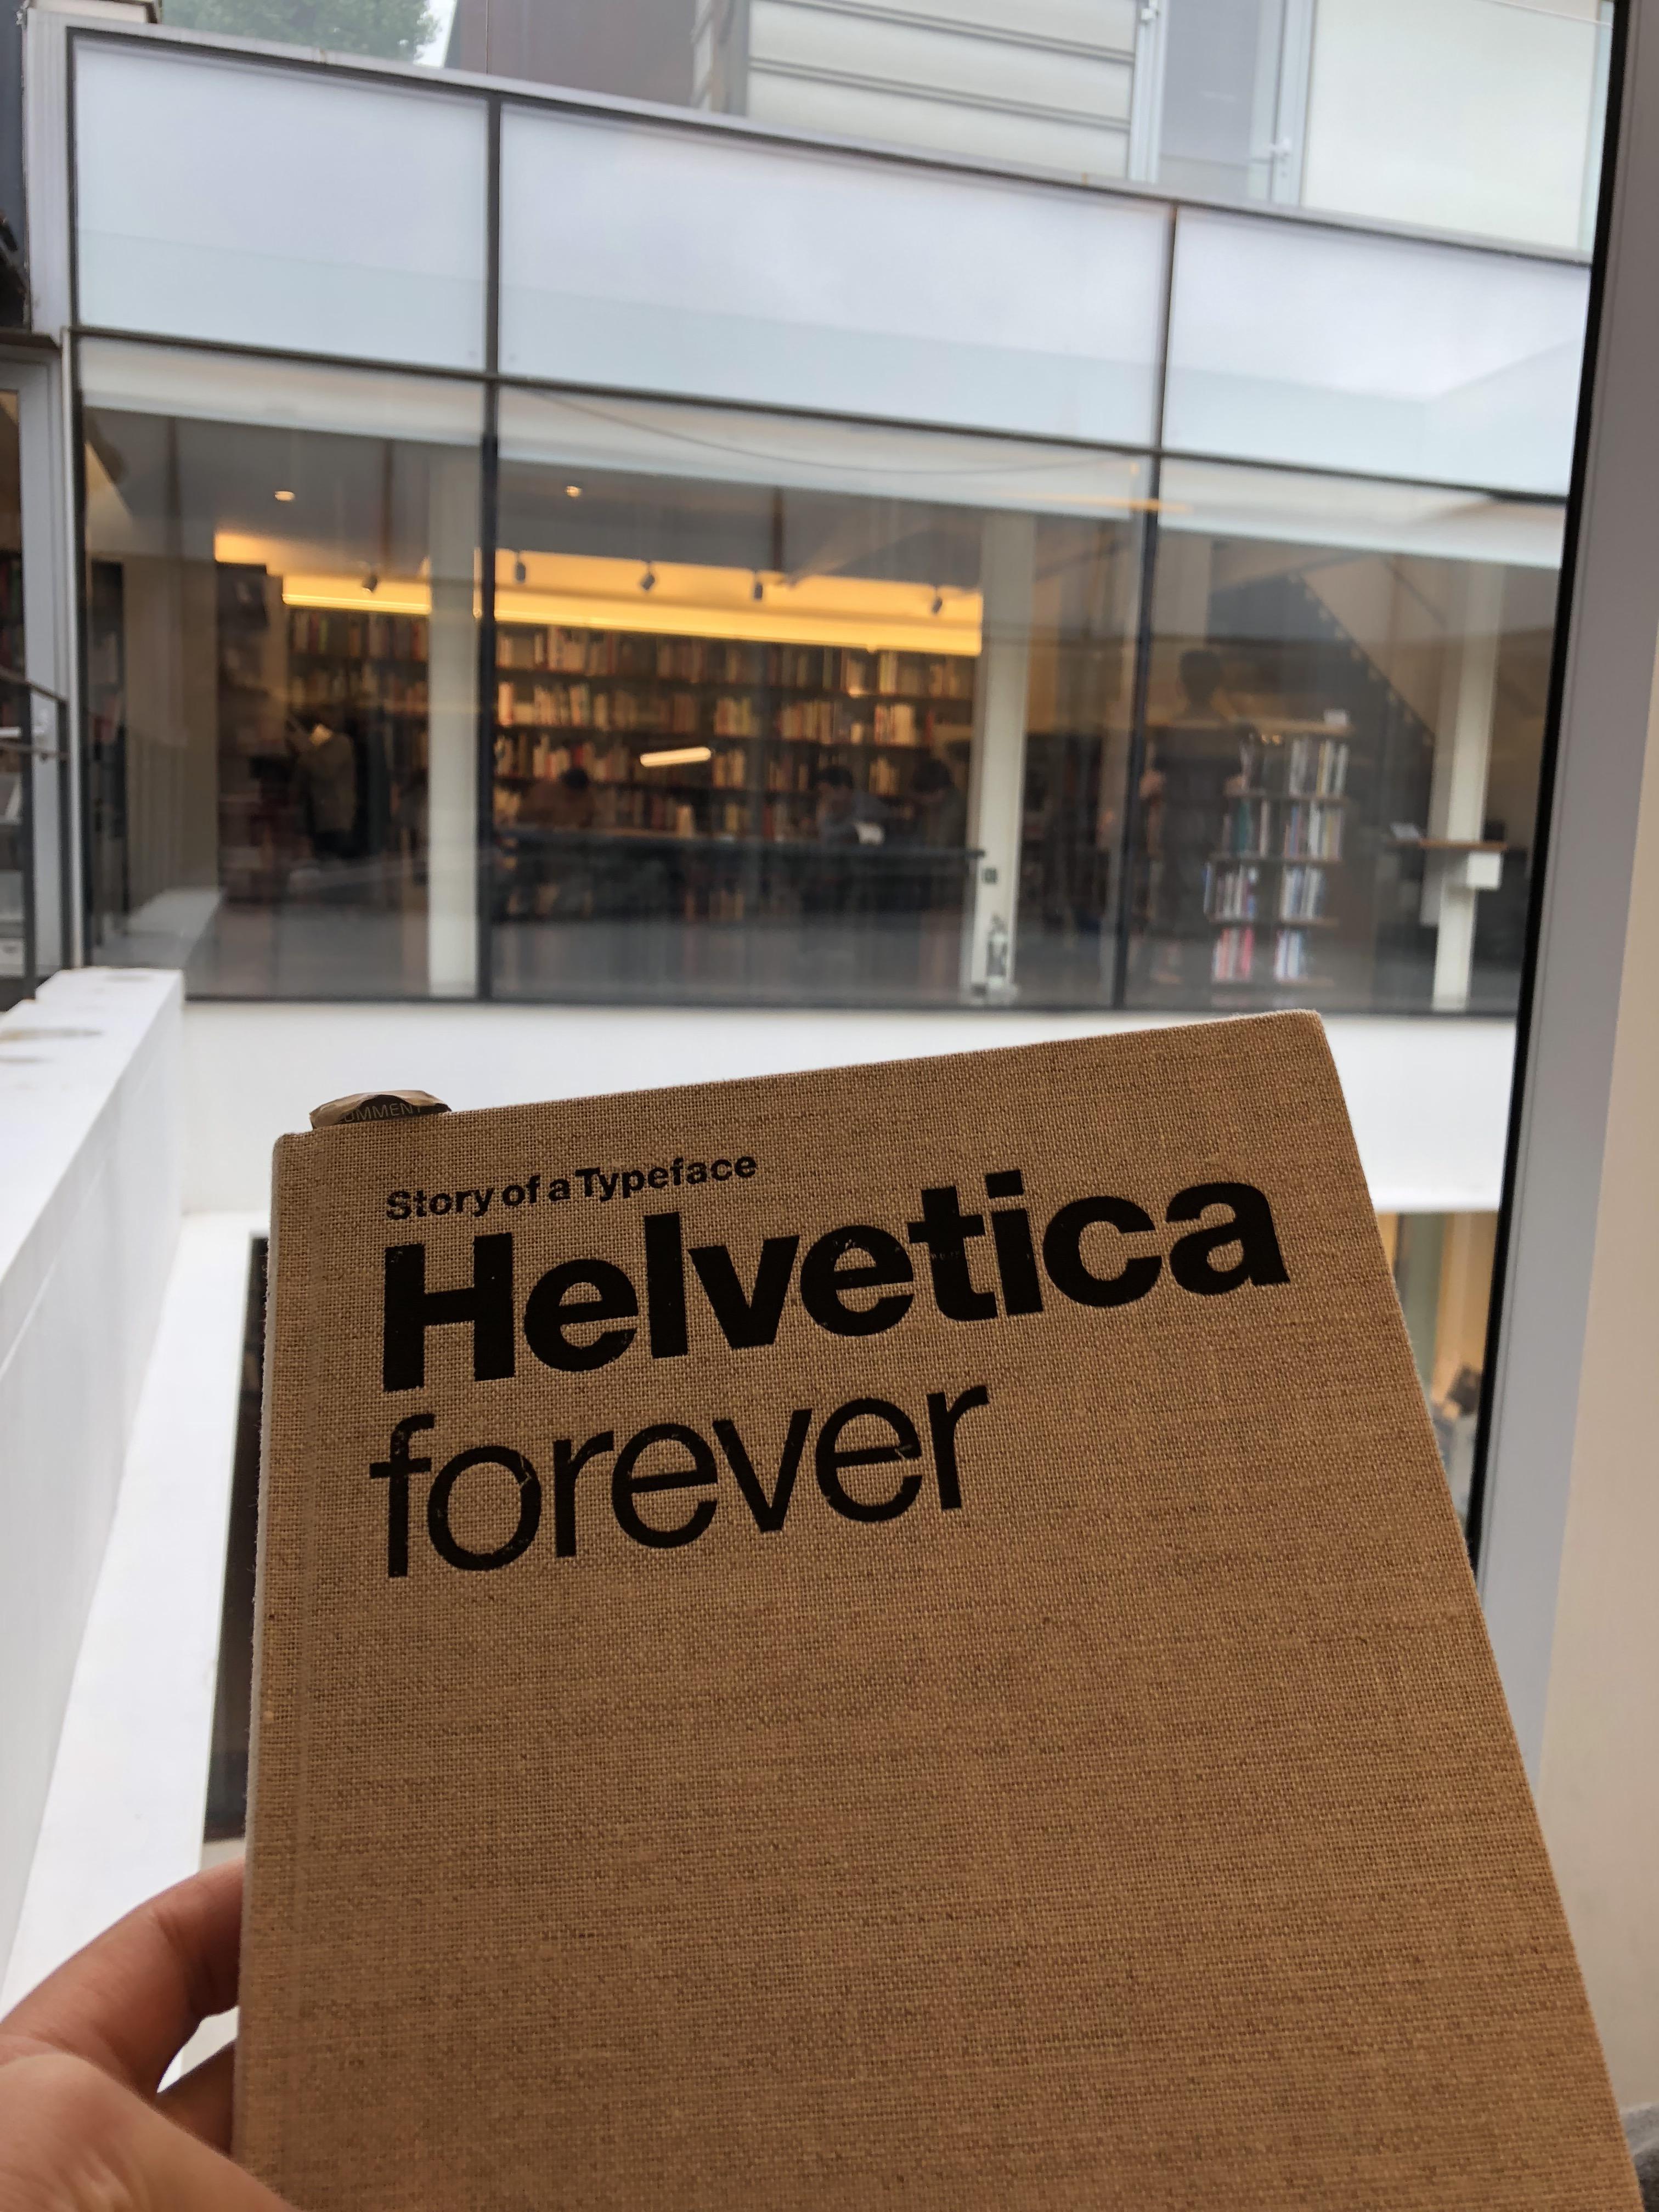 Story of a Typeface
Helvetica
forever